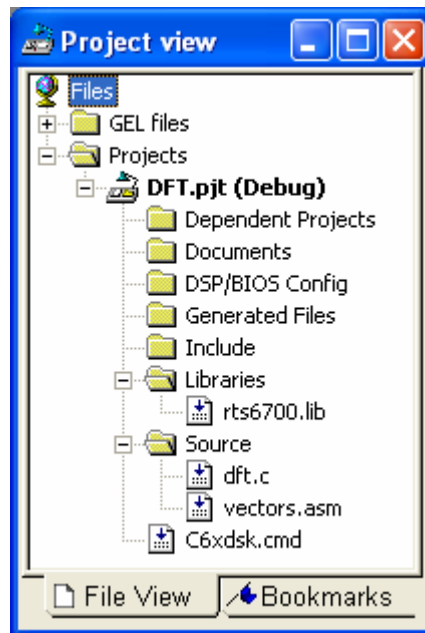 Project view
Files
GEL files
Projects
DFT.pjt (Debug)
Dependent Projects
Documents
DSP/BIOS Config
Generated Files
Include
Libraries
rts6700.lib
Source
dft.c
vectors.asm
C6xdsk.cmd
File View Bookmarks